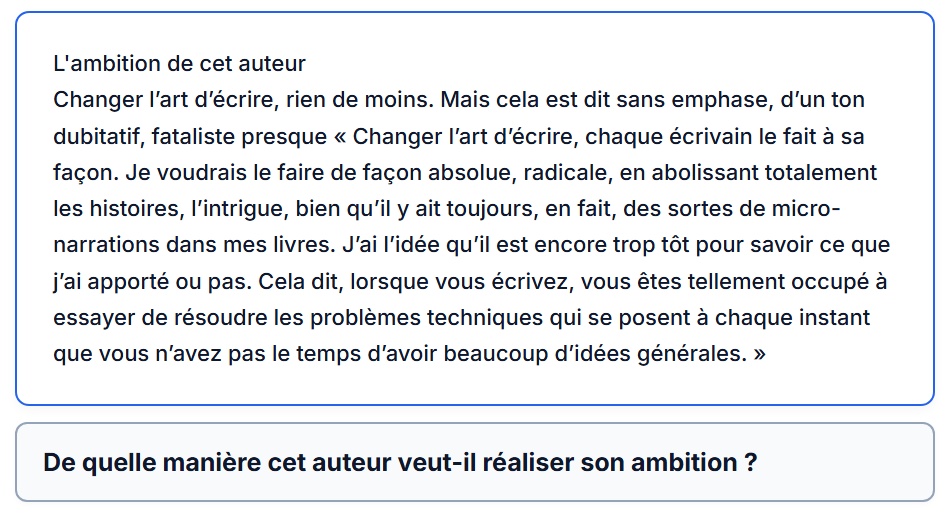 L'ambition de cet auteur
Changer l’art d’écrire, rien de moins. Mais cela est dit sans emphase, d’un ton
dubitatif, fataliste presque « Changer l’art d’écrire, chaque écrivain le fait à sa
façon. Je voudrais le faire de façon absolue, radicale, en abolissant totalement
les histoires, l’intrigue, bien qu’il y ait toujours, en fait, des sortes de micro-
narrations dans mes livres. J’ai l’idée qu’il est encore trop tôt pour savoir ce que
j’ai apporté ou pas. Cela dit, lorsque vous écrivez, vous êtes tellement occupé à
essayer de résoudre les problèmes techniques qui se posent à chaque instant
que vous n’avez pas le temps d’avoir beaucoup d’idées générales. »
De quelle manière cet auteur veut-il réaliser son ambition ?